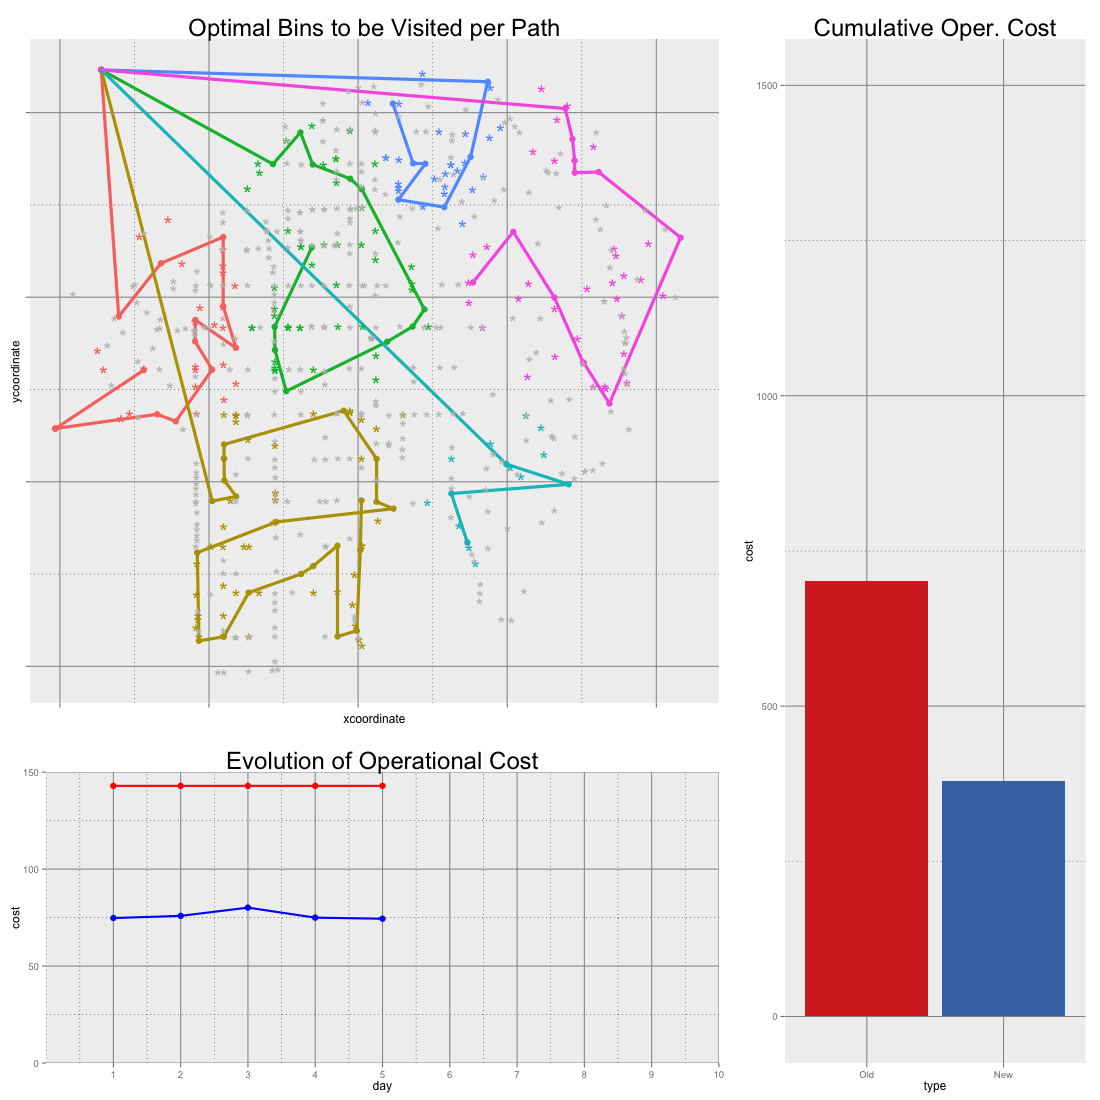 Optimal Bins to be Visited per Path
ycoordinate
xcoordinate
Cumulative Oper. Cost
1500
1000
500
0
cost
Old
New
type
Evolution of Operational Cost
150
100
50
0
cost
1
2
3
4
5
6
7
8
9
10
day